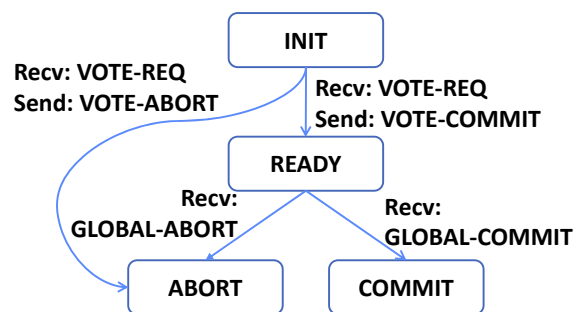 INIT
Recv: VOTE-REQ
Send: VOTE-ABORT
Recv: VOTE-REQ
Send: VOTE-COMMIT
READY
Recv:
GLOBAL-ABORT
Recv:
GLOBAL-COMMIT
ABORT
COMMIT